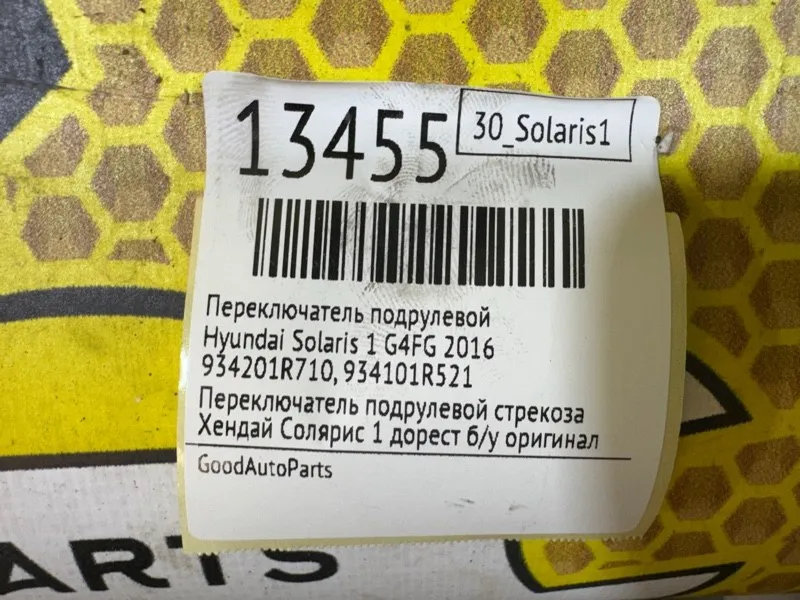 13455
30_Solaris1
Переключатель подрулевой
Hyundai Solaris 1 G4FG 2016
934201R710, 934101R521
Переключатель подрулевой стрекоза
Хендай Солярис 1 дорест б/у оригинал
GoodAutoParts
ARTS